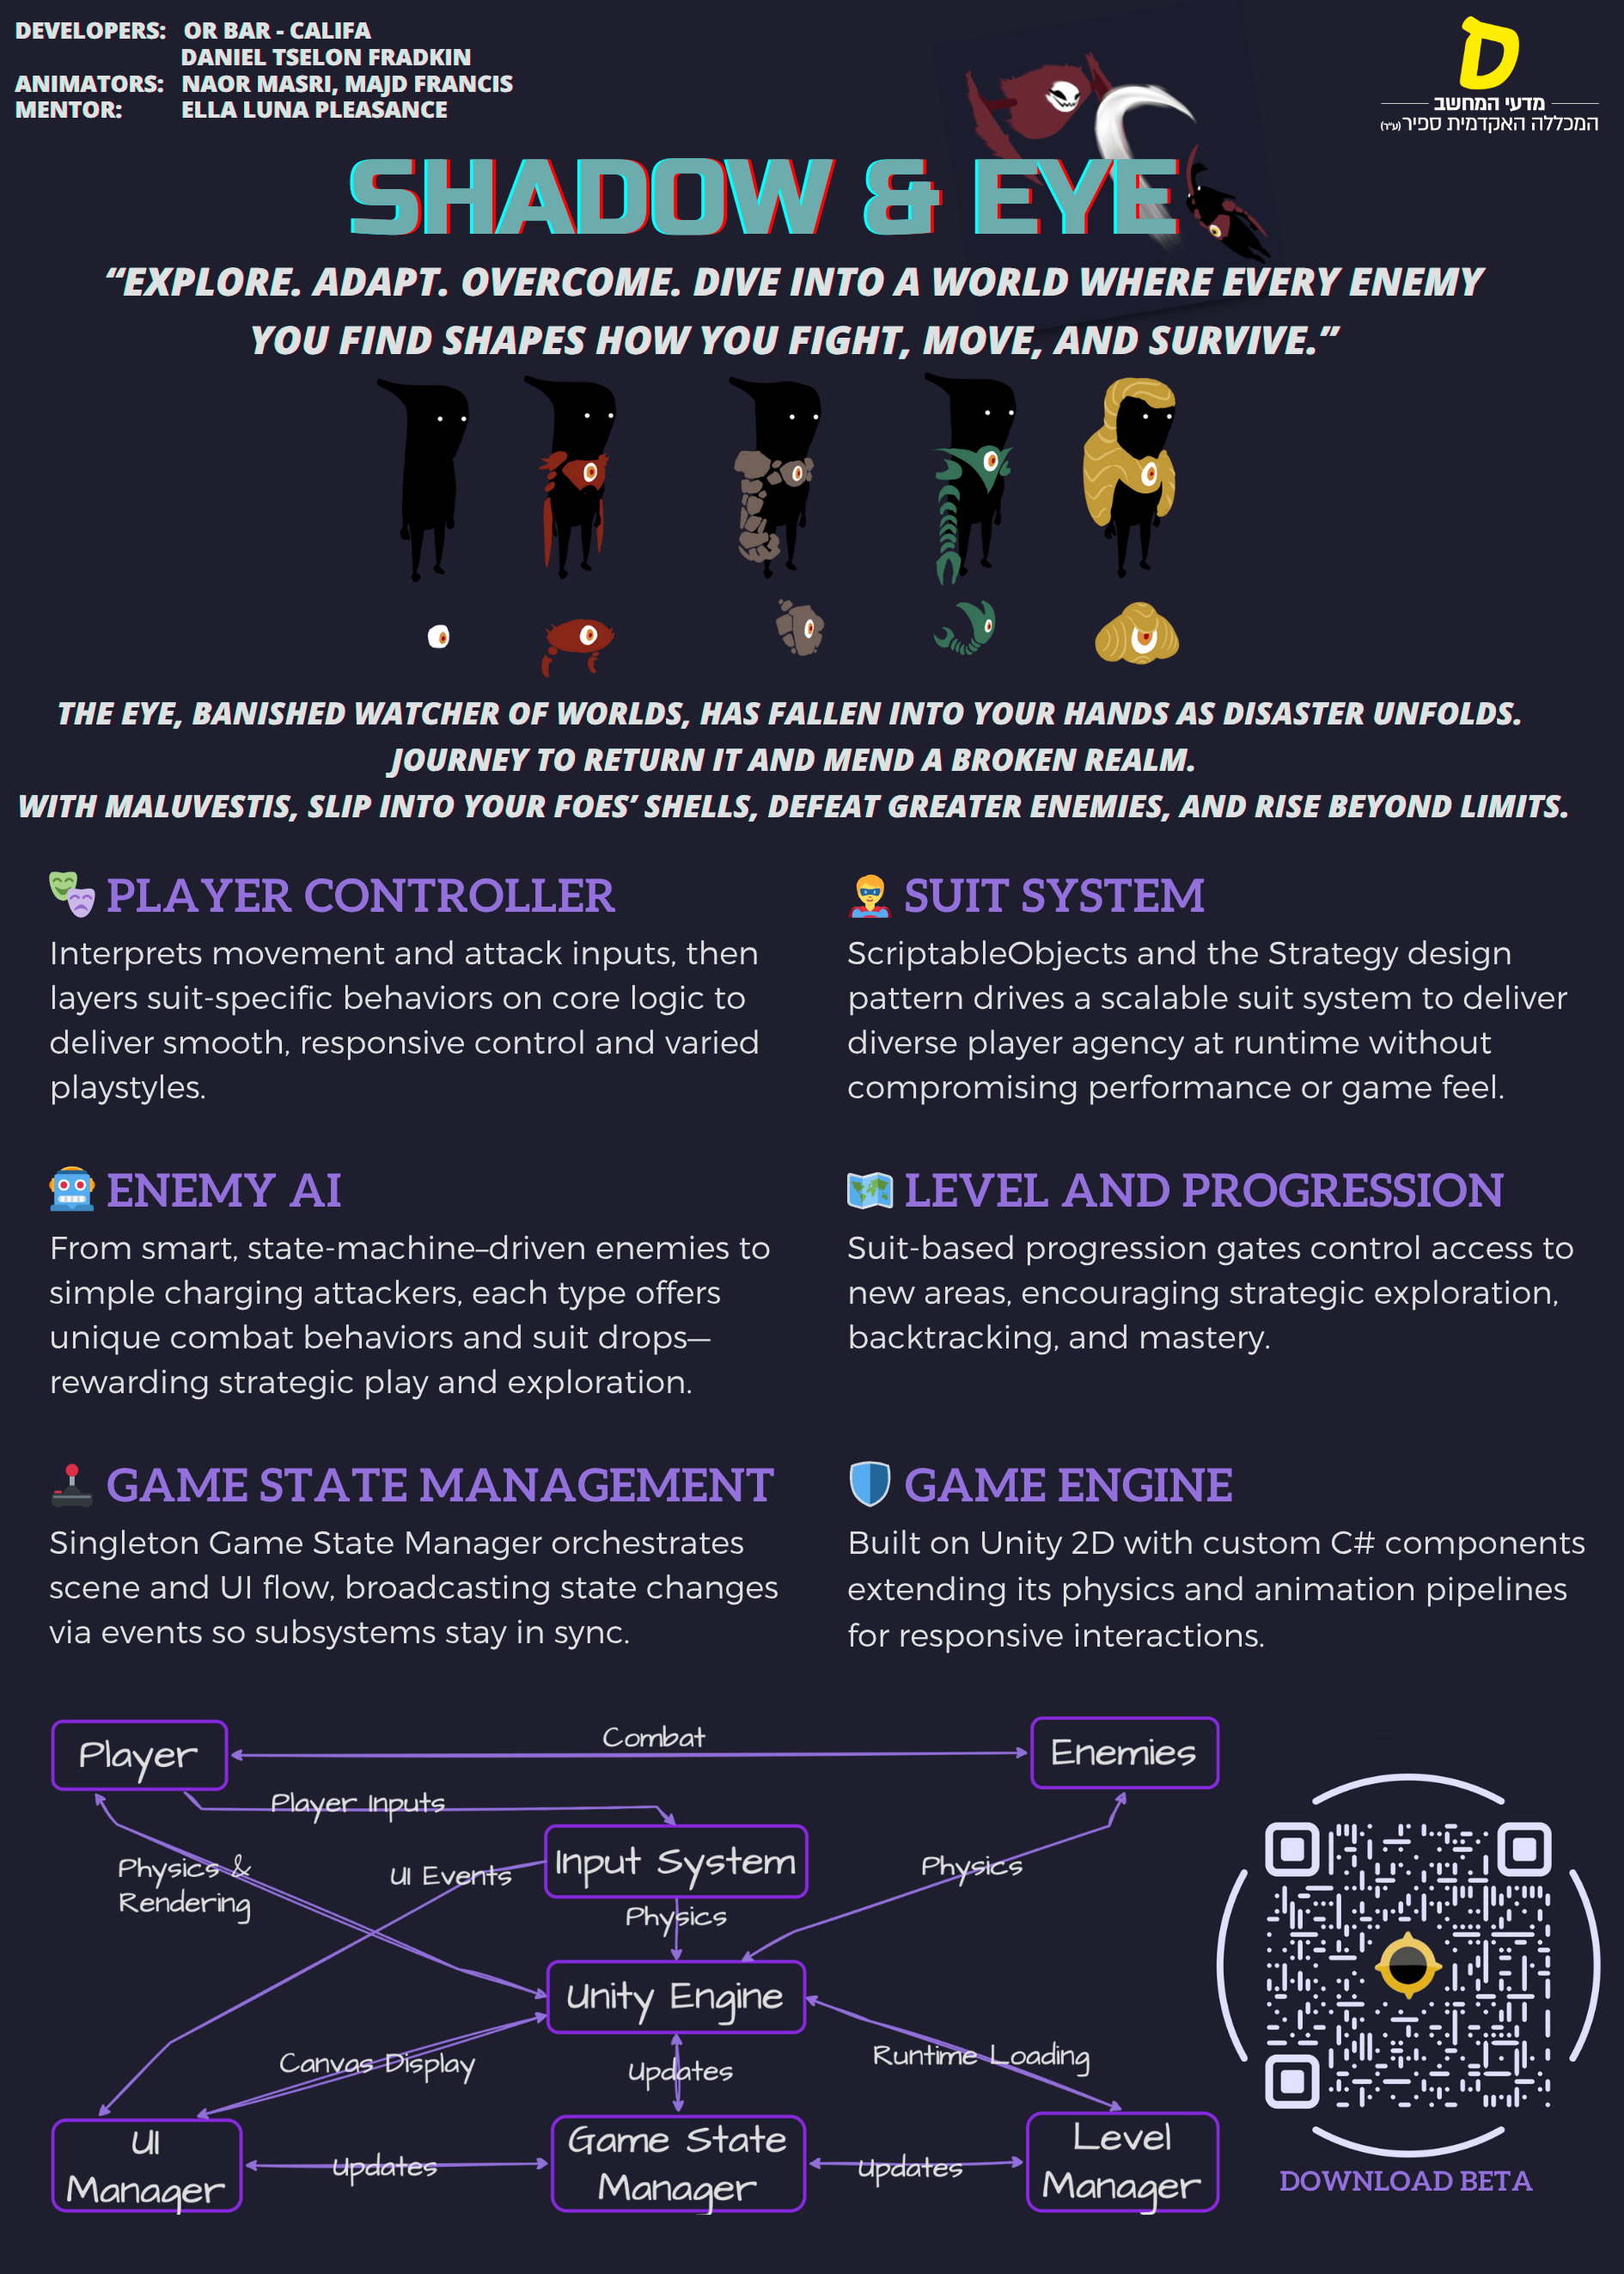 DEVELOPERS: OR BAR - CALIFA
DANIEL TSELON FRADKIN
ANIMATORS: NAOR MASRI, MAJD FRANCIS
MENTOR: ELLA LUNA PLEASANCE
ס
מדעי המחשב
המכללה האקדמית ספיר (ע"ר)
SHADOW & EYE
“EXPLORE. ADAPT. OVERCOME. DIVE INTO A WORLD WHERE EVERY ENEMY
YOU FIND SHAPES HOW YOU FIGHT, MOVE, AND SURVIVE.”
THE EYE, BANISHED WATCHER OF WORLDS, HAS FALLEN INTO YOUR HANDS AS DISASTER UNFOLDS.
JOURNEY TO RETURN IT AND MEND A BROKEN REALM.
WITH MALUVESTIS, SLIP INTO YOUR FOES’ SHELLS, DEFEAT GREATER ENEMIES, AND RISE BEYOND LIMITS.
PLAYER CONTROLLER
Interprets movement and attack inputs, then
layers suit-specific behaviors on core logic to
deliver smooth, responsive control and varied
playstyles.
SUIT SYSTEM
ScriptableObjects and the Strategy design
pattern drives a scalable suit system to deliver
diverse player agency at runtime without
compromising performance or game feel.
ENEMY AI
From smart, state-machine–driven enemies to
simple charging attackers, each type offers
unique combat behaviors and suit drops—
rewarding strategic play and exploration.
LEVEL AND PROGRESSION
Suit-based progression gates control access to
new areas, encouraging strategic exploration,
backtracking, and mastery.
GAME STATE MANAGEMENT
Singleton Game State Manager orchestrates
scene and UI flow, broadcasting state changes
via events so subsystems stay in sync.
GAME ENGINE
Built on Unity 2D with custom C# components
extending its physics and animation pipelines
for responsive interactions.
Player
Combat
Enemies
Player Inputs
Input System
Physics &
Rendering
UI Events
Physics
Physics
Unity Engine
Canvas Display
Updates
Runtime Loading
UI
Manager
Updates
Game State
Manager
Updates
Level
Manager
DOWNLOAD BETA